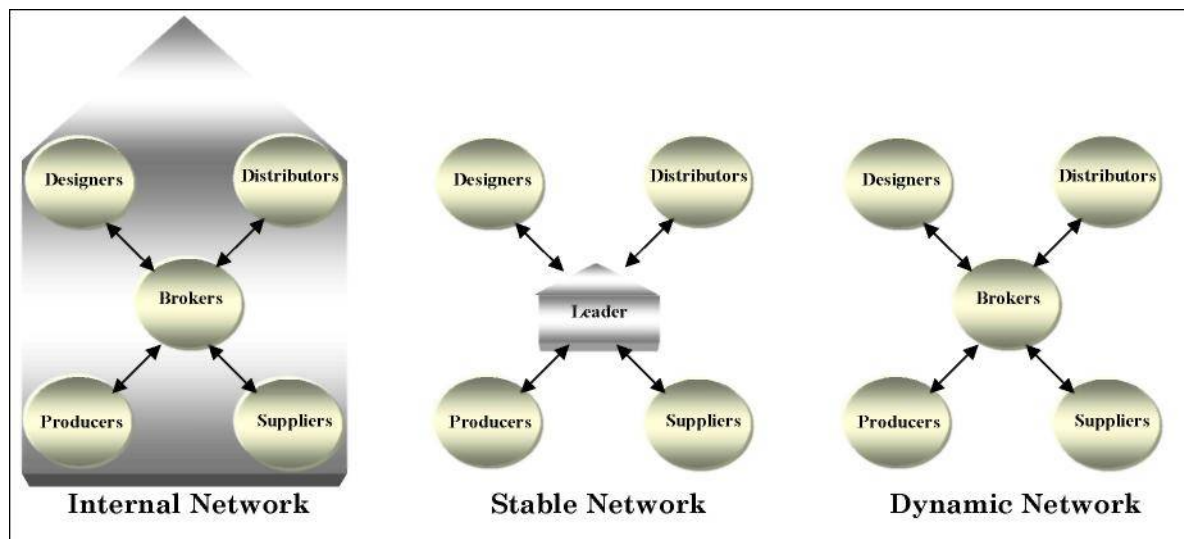 Designers
Distributors
Brokers
Producers
Suppliers
Internal Network
Designers
Distributors
Leader
Producers
Suppliers
Stable Network
Designers
Distributors
Brokers
Producers
Suppliers
Dynamic Network